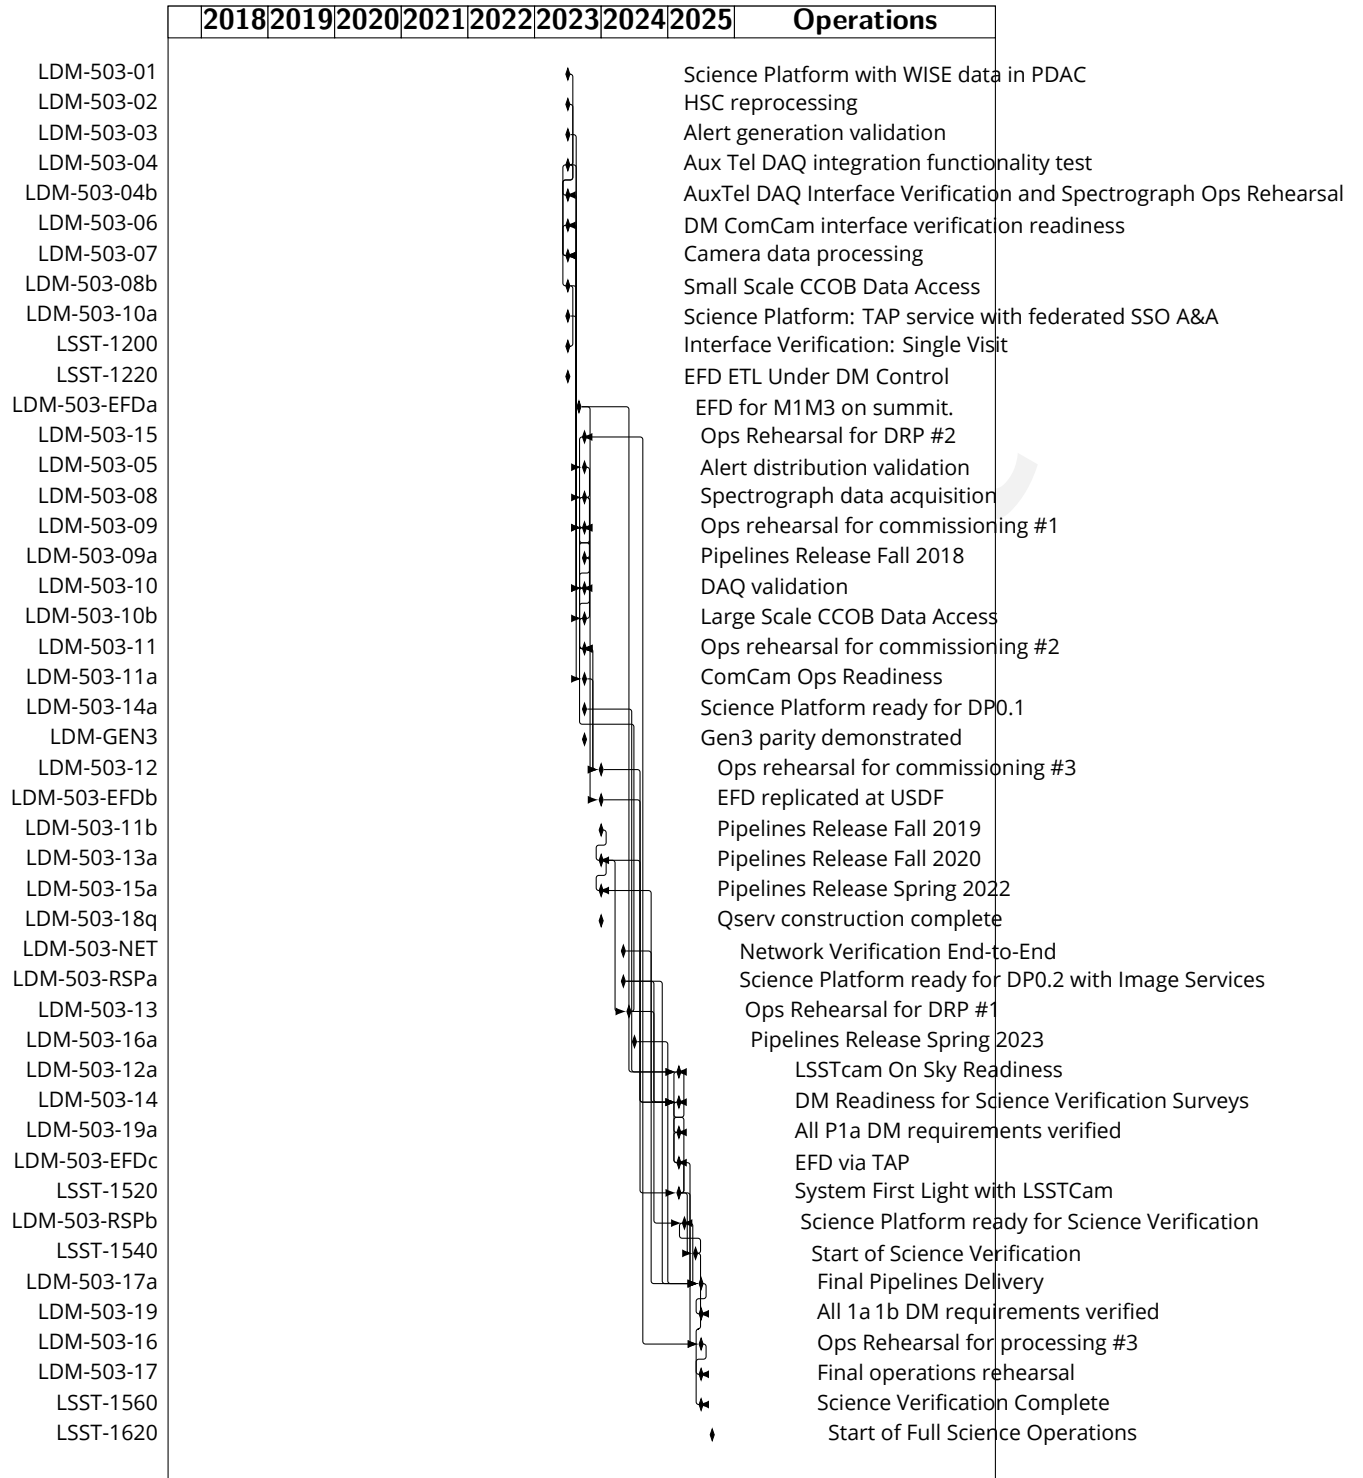 2018 2019 2020 2021 2022 2023 2024 2025 Operations
LDM-503-01 Science Platform with WISE data in PDAC
LDM-503-02 HSC reprocessing
LDM-503-03 Alert generation validation
LDM-503-04 Aux Tel DAQ integration functionality test
LDM-503-04b AuxTel DAQ Interface Verification and Spectrograph Ops Rehearsal
LDM-503-06 DM ComCam interface verification readiness
LDM-503-07 Camera data processing
LDM-503-08b Small Scale CCOB Data Access
LDM-503-10a Science Platform: TAP service with federated SSO A&A
LSST-1200 Interface Verification: Single Visit
LSST-1220 EFD ETL Under DM Control
LDM-503-EFDa EFD for M1M3 on summit.
LDM-503-15 Ops Rehearsal for DRP #2
LDM-503-05 Alert distribution validation
LDM-503-08 Spectrograph data acquisition
LDM-503-09 Ops rehearsal for commissioning #1
LDM-503-09a Pipelines Release Fall 2018
LDM-503-10 DAQ validation
LDM-503-10b Large Scale CCOB Data Access
LDM-503-11 Ops rehearsal for commissioning #2
LDM-503-11a ComCam Ops Readiness
LDM-503-14a Science Platform ready for DP0.1
LDM-GEN3 Gen3 parity demonstrated
LDM-503-12 Ops rehearsal for commissioning #3
LDM-503-EFDb EFD replicated at USDF
LDM-503-11b Pipelines Release Fall 2019
LDM-503-13a Pipelines Release Fall 2020
LDM-503-15a Pipelines Release Spring 2022
LDM-503-18q Qserv construction complete
LDM-503-NET Network Verification End-to-End
LDM-503-RSPa Science Platform ready for DP0.2 with Image Services
LDM-503-13 Ops Rehearsal for DRP #1
LDM-503-16a Pipelines Release Spring 2023
LDM-503-12a LSSTcam On Sky Readiness
LDM-503-14 DM Readiness for Science Verification Surveys
LDM-503-19a All P1a DM requirements verified
LDM-503-EFDc EFD via TAP
LSST-1520 System First Light with LSSTCam
LDM-503-RSPb Science Platform ready for Science Verification
LSST-1540 Start of Science Verification
LDM-503-17a Final Pipelines Delivery
LDM-503-19 All 1a 1b DM requirements verified
LDM-503-16 Ops Rehearsal for processing #3
LDM-503-17 Final operations rehearsal
LSST-1560 Science Verification Complete
LSST-1620 Start of Full Science Operations